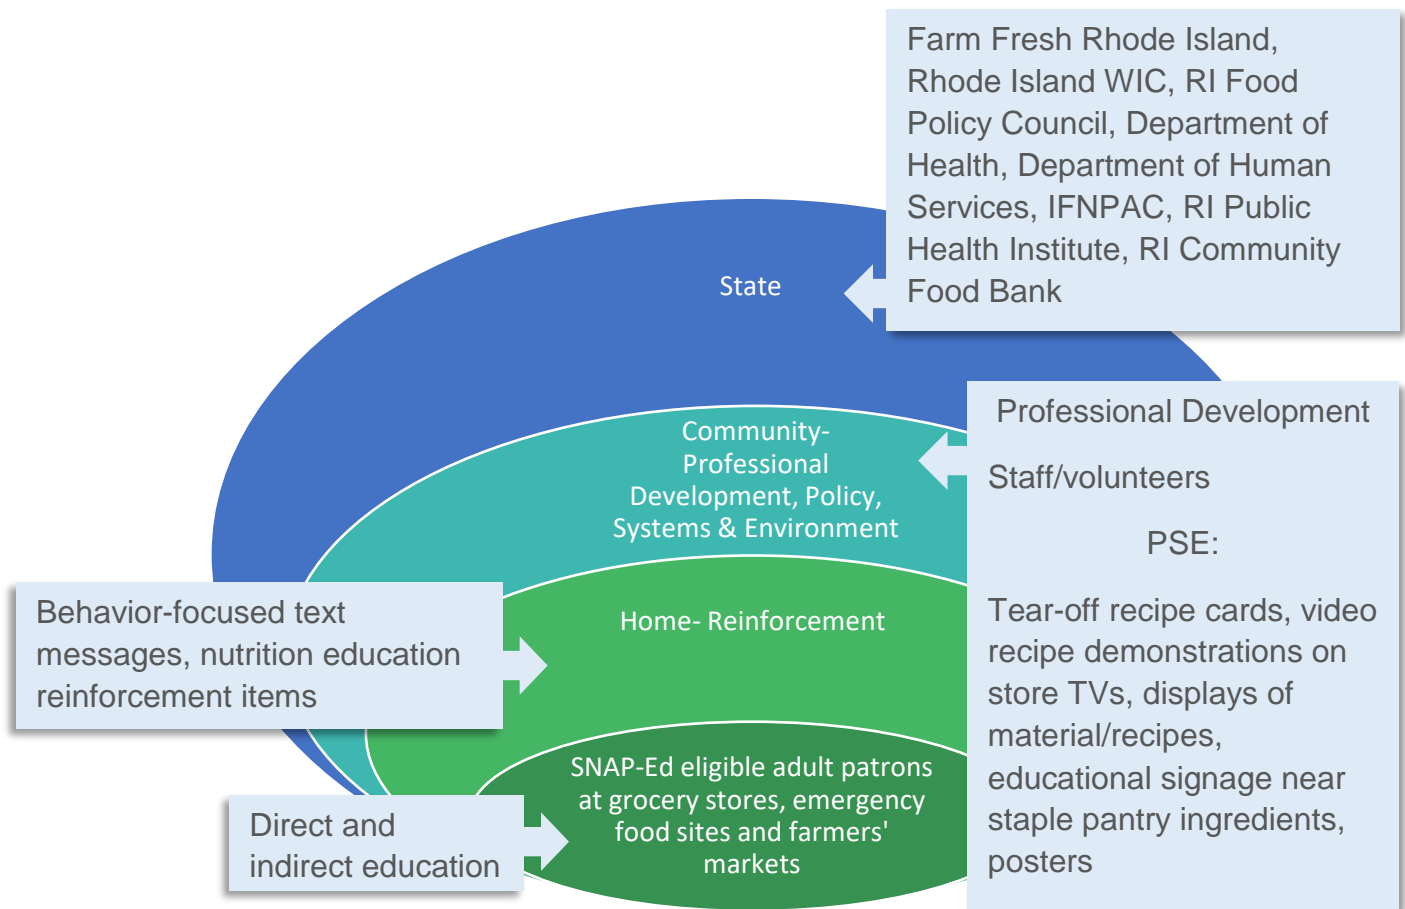 Farm Fresh Rhode Island,
Rhode Island WIC, RI Food
Policy Council, Department of
Health, Department of Human
Services, IFNPAC, RI Public
Health Institute, RI Community
Food Bank
State
Community-
Professional
Development, Policy,
Systems & Environment
Professional Development
Staff/volunteers
PSE:
Tear-off recipe cards, video
recipe demonstrations on
store TVs, displays of
material/recipes,
educational signage near
staple pantry ingredients,
posters
Home- Reinforcement
Behavior-focused text
messages, nutrition education
reinforcement items
SNAP-Ed eligible adult patrons
at grocery stores, emergency
food sites and farmers'
markets
Direct and
indirect education